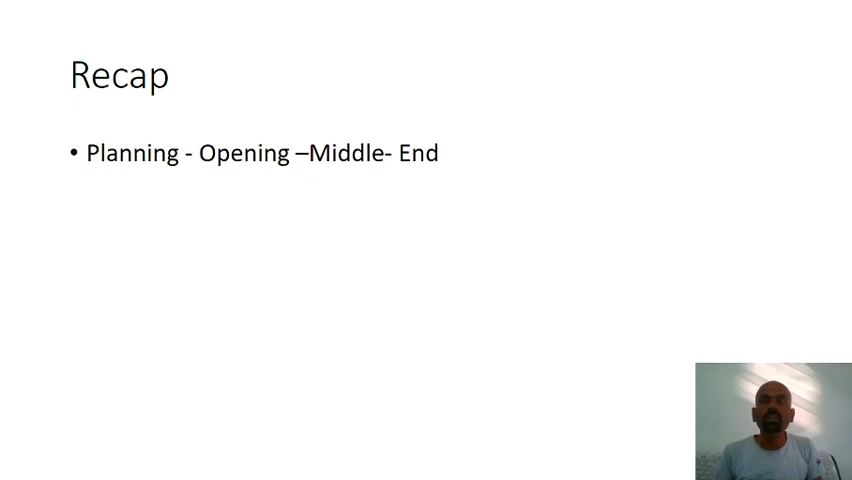 Recap
• Planning - Opening –Middle- End